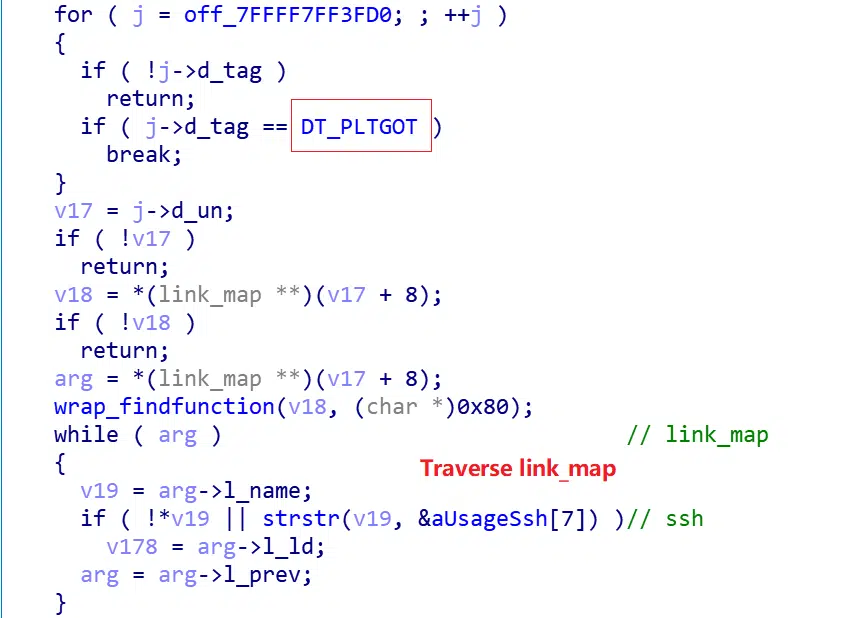 for ( j = off_7FFFF7FF3FD0; ; ++j )
{
if ( !j->d_tag )
return;
if ( j->d_tag == DT_PLTGOT )
break;
}
v17 = j->d_un;
if ( !v17 )
return;
v18 = *(link_map **)(v17 + 8);
if ( !v18 )
return;
arg = *(link_map **)(v17 + 8);
wrap_findfunction(v18, (char *)0x80);
while ( arg ) // link_map
{ Traverse link_map
v19 = arg->l_name;
if ( !*v19 || strstr(v19, &aUsageSsh[7]) )// ssh
v178 = arg->l_ld;
arg = arg->l_prev;
}